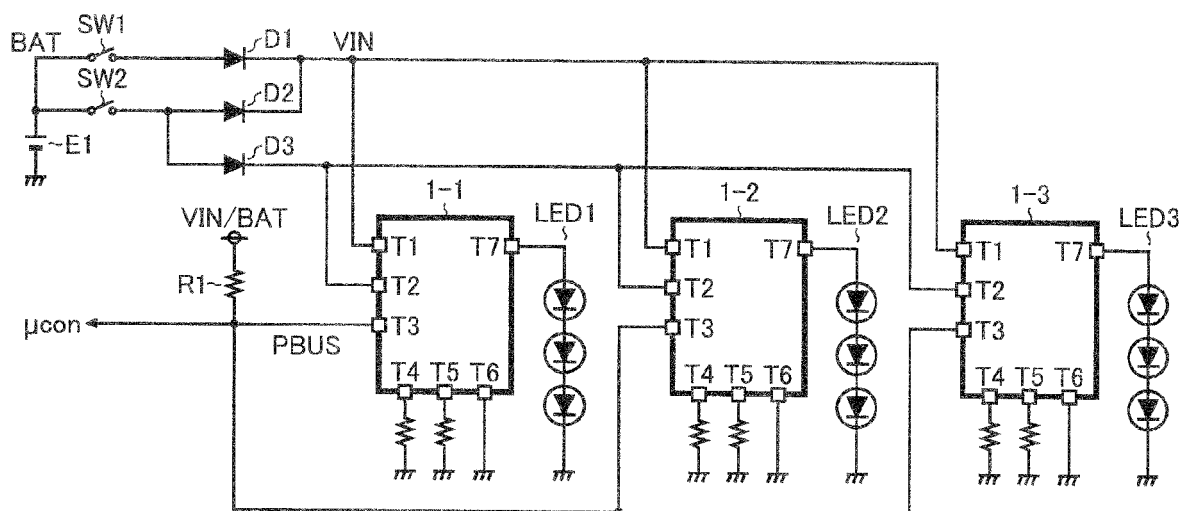 BAT
SW1
D1
VIN
SW2
D2
~E1
D3
VIN/BAT
R1~
μcon
PBUS
1-1
T1
T2
T3
T4
T5
T6
T7
LED1
1-2
T1
T2
T3
T4
T5
T6
T7
LED2
1-3
T1
T2
T3
T4
T5
T6
T7
LED3